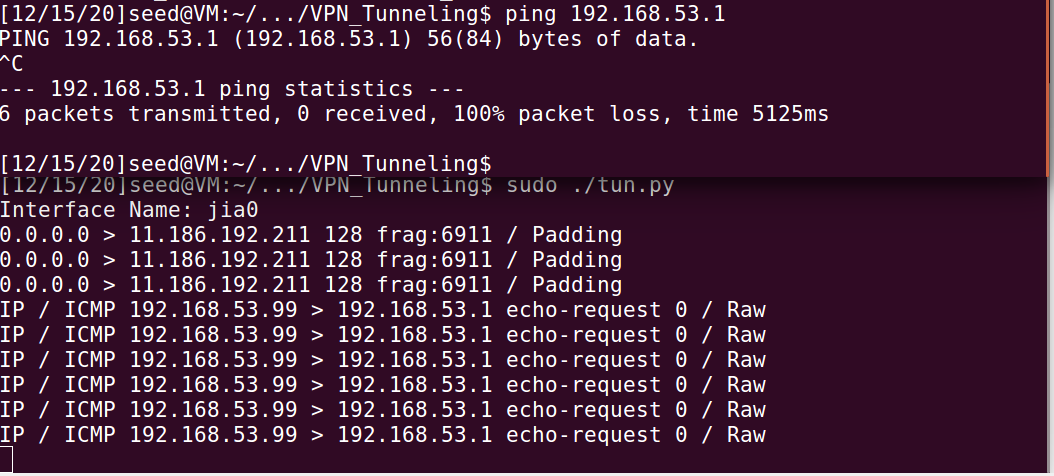 [12/15/20]seed@VM:~/.../VPN_Tunneling$ ping 192.168.53.1
PING 192.168.53.1 (192.168.53.1) 56(84) bytes of data.
^C
--- 192.168.53.1 ping statistics ---
6 packets transmitted, 0 received, 100% packet loss, time 5125ms
[12/15/20]seed@VM:~/.../VPN_Tunneling$
[12/15/20]seed@VM:~/.../VPN_Tunneling$ sudo ./tun.py
Interface Name: jia0
0.0.0.0 > 11.186.192.211 128 frag:6911 / Padding
0.0.0.0 > 11.186.192.211 128 frag:6911 / Padding
0.0.0.0 > 11.186.192.211 128 frag:6911 / Padding
IP / ICMP 192.168.53.99 > 192.168.53.1 echo-request 0 / Raw
IP / ICMP 192.168.53.99 > 192.168.53.1 echo-request 0 / Raw
IP / ICMP 192.168.53.99 > 192.168.53.1 echo-request 0 / Raw
IP / ICMP 192.168.53.99 > 192.168.53.1 echo-request 0 / Raw
IP / ICMP 192.168.53.99 > 192.168.53.1 echo-request 0 / Raw
IP / ICMP 192.168.53.99 > 192.168.53.1 echo-request 0 / Raw